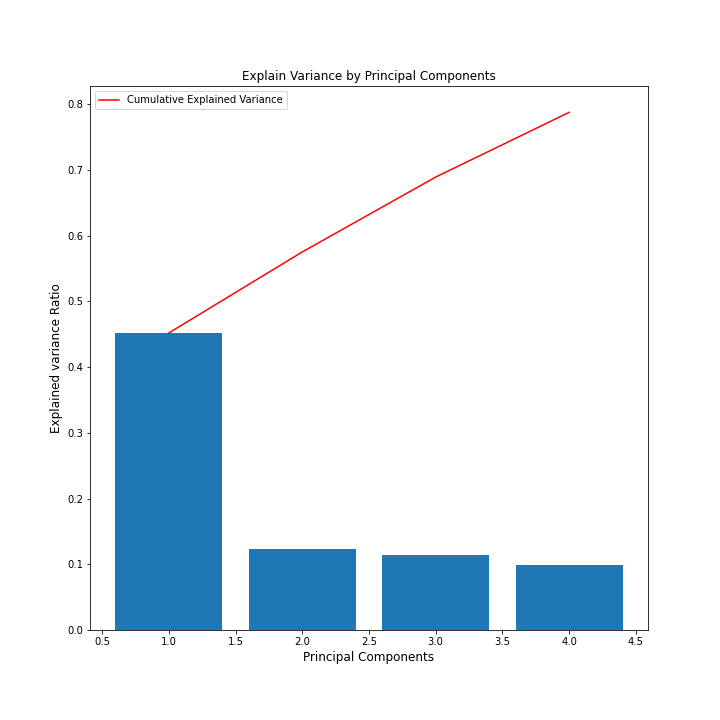 Explain Variance by Principal Components
Cumulative Explained Variance
0.8
0.7
0.6
0.5
0.4
0.3
0.2
0.1
0.0
Explained variance Ratio
0.5 1.0 1.5 2.0 2.5 3.0 3.5 4.0 4.5
Principal Components